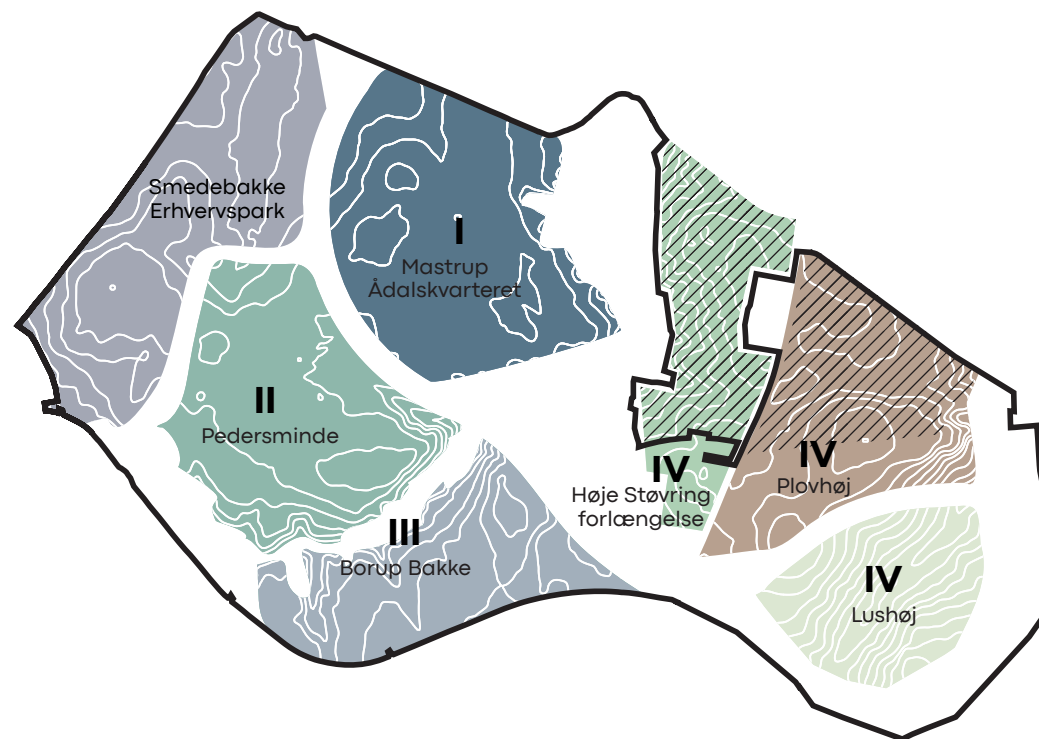 Smedebakke
Erhvervspark
I
Mastrup
Ådalskvarteret
II
Pedersminde
III
Borup Bakke
IV
Høje Støvring
forlængelse
IV
Plovhøj
IV
Lushøj